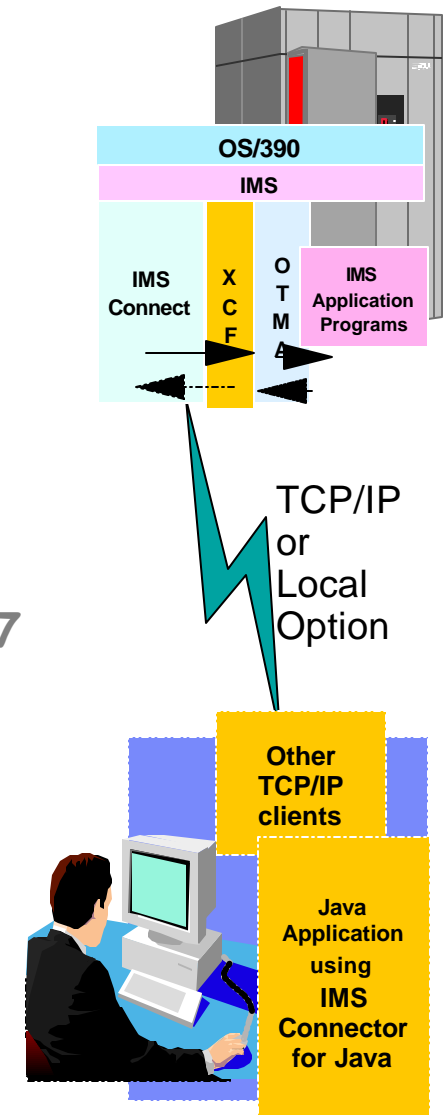 OS/390
IMS
IMS
Connect
X
C
F
O
T
M
A
IMS
Application
Programs
TCP/IP
or
Local
Option
7
Other
TCP/IP
clients
Java
Application
using
IMS
Connector
for Java